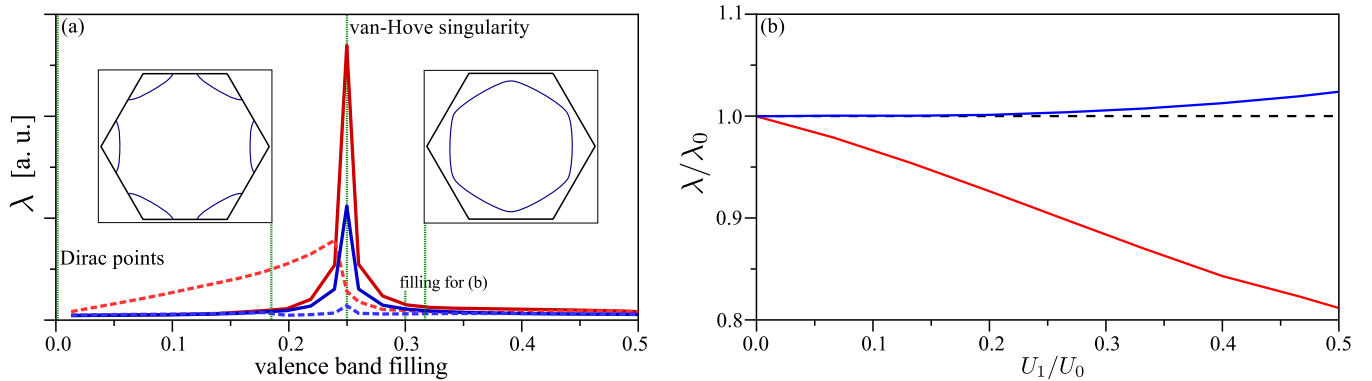 (a)
van-Hove singularity
λ [a. u.]
Dirac points
filling for (b)
0.0 0.1 0.2 0.3 0.4 0.5
valence band filling
(b)
1.1
1.0
0.9
0.8
λ/λ₀
0.0 0.1 0.2 0.3 0.4 0.5
U₁/U₀